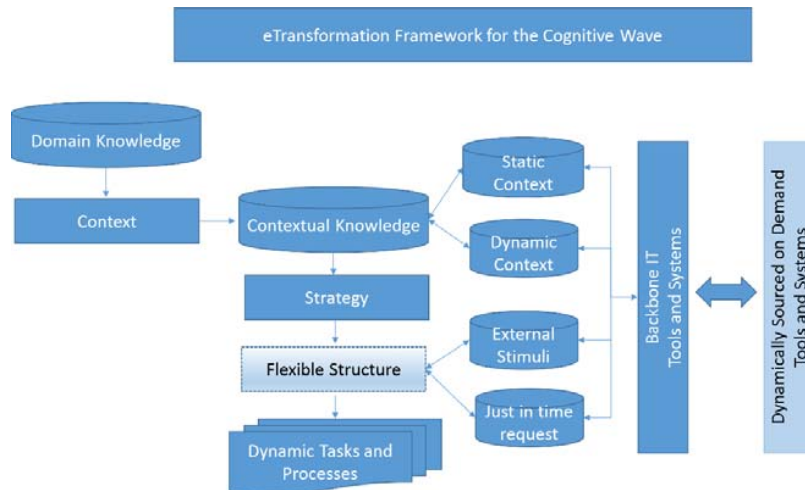 eTransformation Framework for the Cognitive Wave
Domain Knowledge
Context
Contextual Knowledge
Strategy
Flexible Structure
Dynamic Tasks and
Processes
Static
Context
Dynamic
Context
External
Stimuli
Just in time
request
Backbone IT
Tools and Systems
Dynamically Sourced on Demand
Tools and Systems